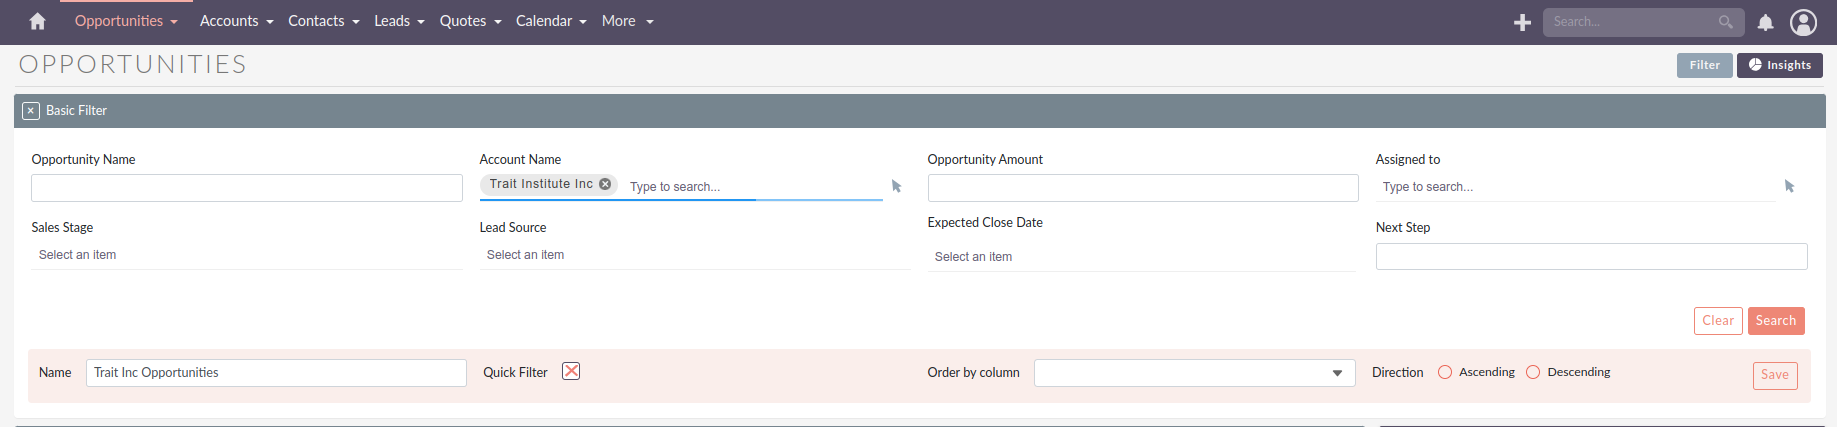 Opportunities Accounts Contacts Leads Quotes Calendar More Search...
OPPORTUNITIES
Filter Insights
Basic Filter
Opportunity Name Account Name Opportunity Amount Assigned to
Trait Institute Inc Type to search... Type to search...
Sales Stage Lead Source Expected Close Date Next Step
Select an item Select an item Select an item
Clear Search
Name Trait Inc Opportunities Quick Filter Order by column Direction Ascending Descending Save